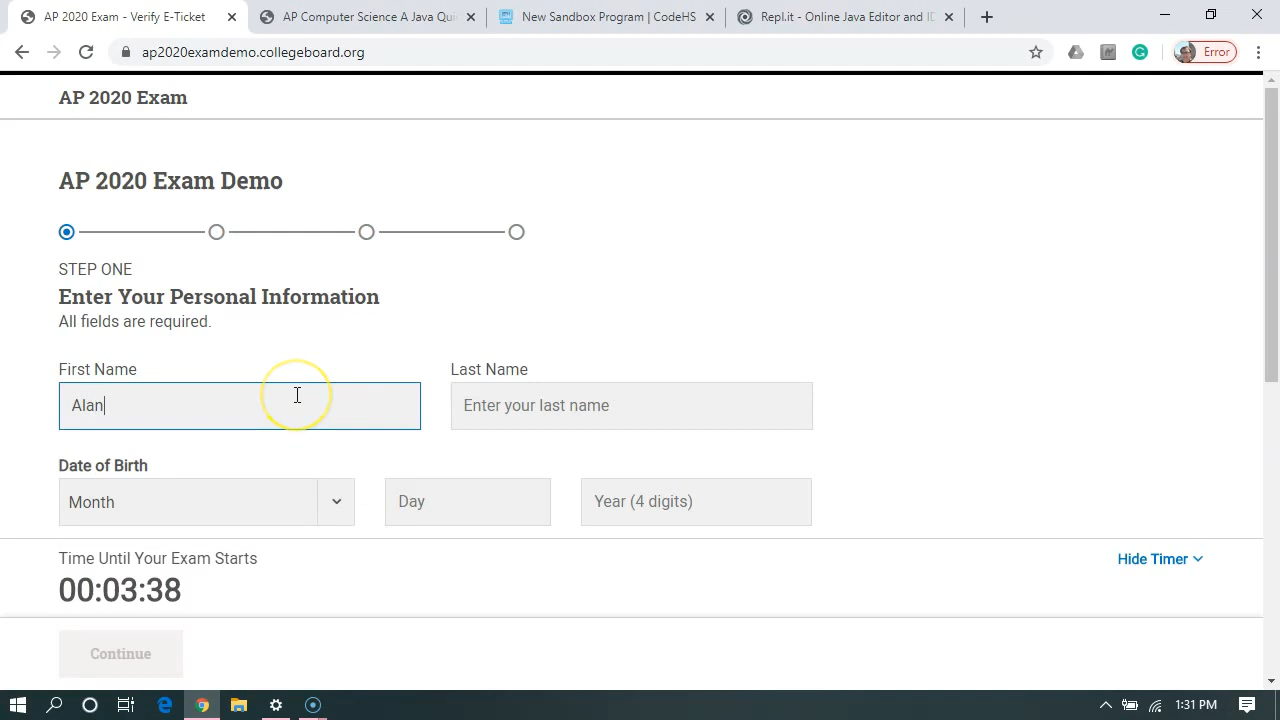 AP 2020 Exam - Verify E-Ticket
AP Computer Science A Java Qui
New Sandbox Program | CodeHS
Repl.it - Online Java Editor and ID
ap2020examdemo.collegeboard.org
Error
AP 2020 Exam
AP 2020 Exam Demo
STEP ONE
Enter Your Personal Information
All fields are required.
First Name
Last Name
Alan
Enter your last name
Date of Birth
Month
Day
Year (4 digits)
Time Until Your Exam Starts
Hide Timer
00:03:38
Continue
1:31 PM